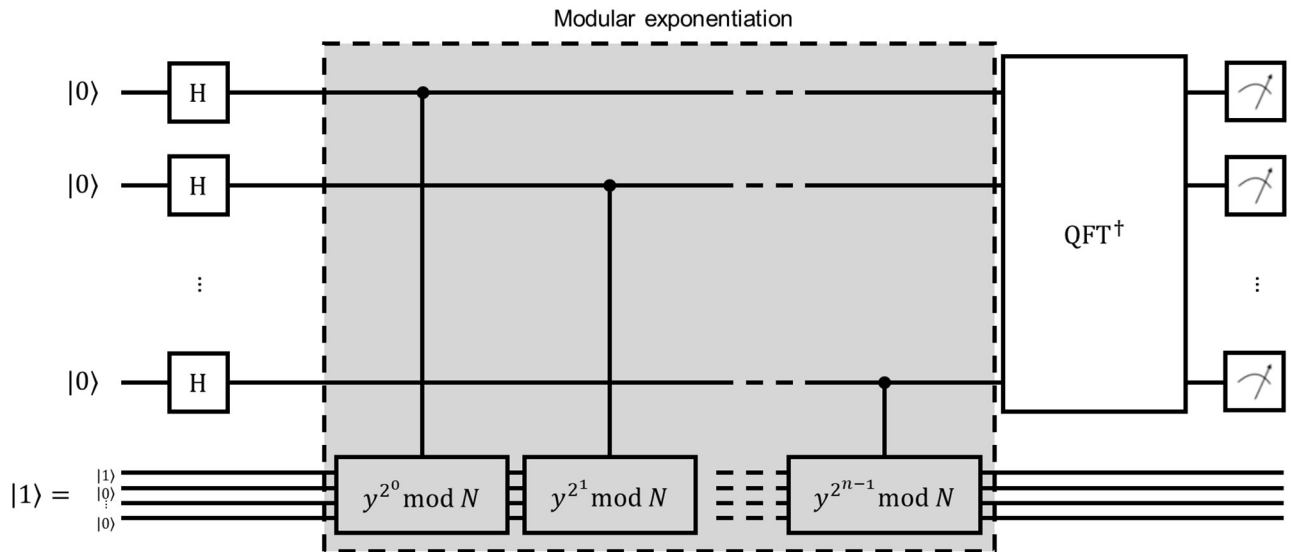 Modular exponentiation
|0⟩ H
|0⟩ H
⋮ ⋮
|0⟩ H
QFT†
|1⟩ =
|1⟩
|0⟩
⋮
|0⟩
y^{2^0} mod N
y^{2^1} mod N
y^{2^{n−1}} mod N